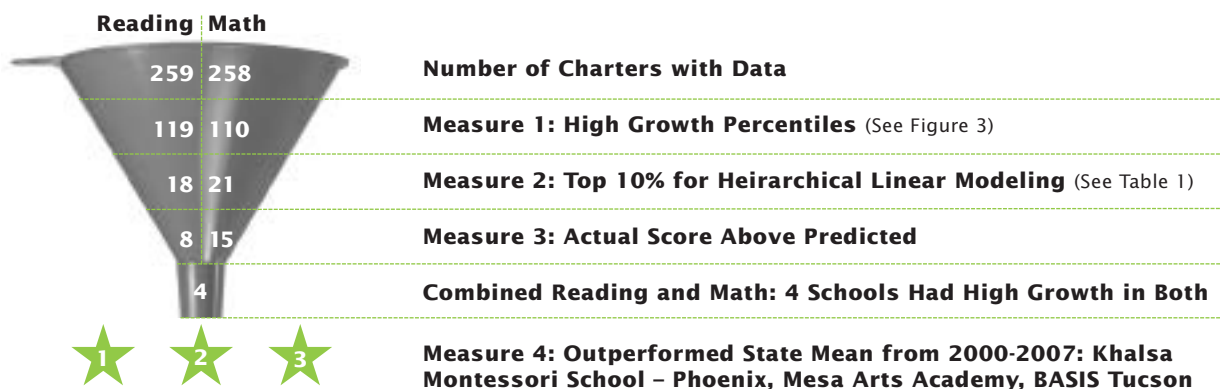 Reading Math
259 258 Number of Charters with Data
119 110 Measure 1: High Growth Percentiles (See Figure 3)
18 21 Measure 2: Top 10% for Heirarchical Linear Modeling (See Table 1)
8 15 Measure 3: Actual Score Above Predicted
4 Combined Reading and Math: 4 Schools Had High Growth in Both
1 2 3 Measure 4: Outperformed State Mean from 2000-2007: Khalsa
Montessori School – Phoenix, Mesa Arts Academy, BASIS Tucson